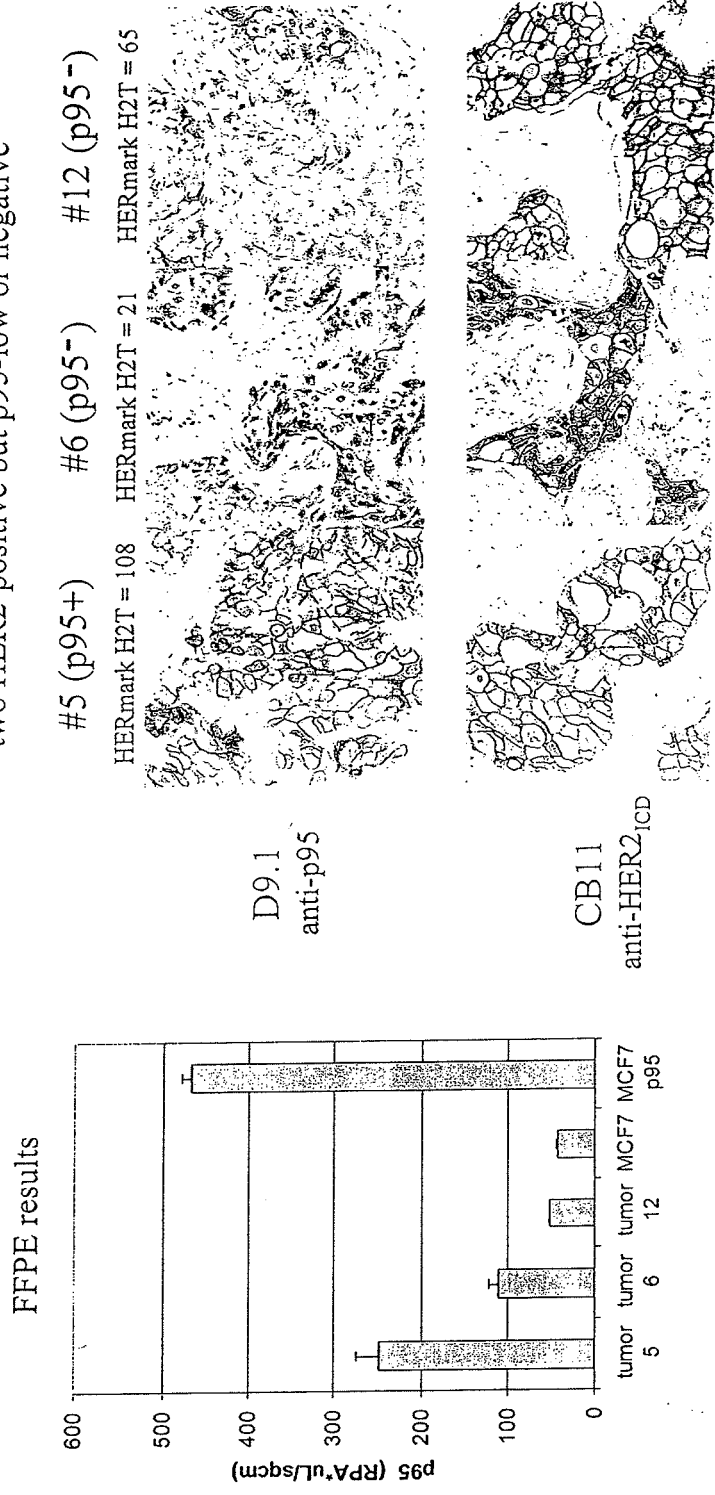 two HER2 positive but p95-low or negative
#5 (p95+)
#6 (p95-)
#12 (p95-)
HERmark H2T = 108
HERmark H2T = 21
HERmark H2T = 65
D9.1
anti-p95
CB11
anti-HER2ICD
FFPE results
600
500
400
300
200
100
0
p95 (RPA*uL/sqcm)
tumor tumor tumor MCF7 MCF7
5 6 12 p95